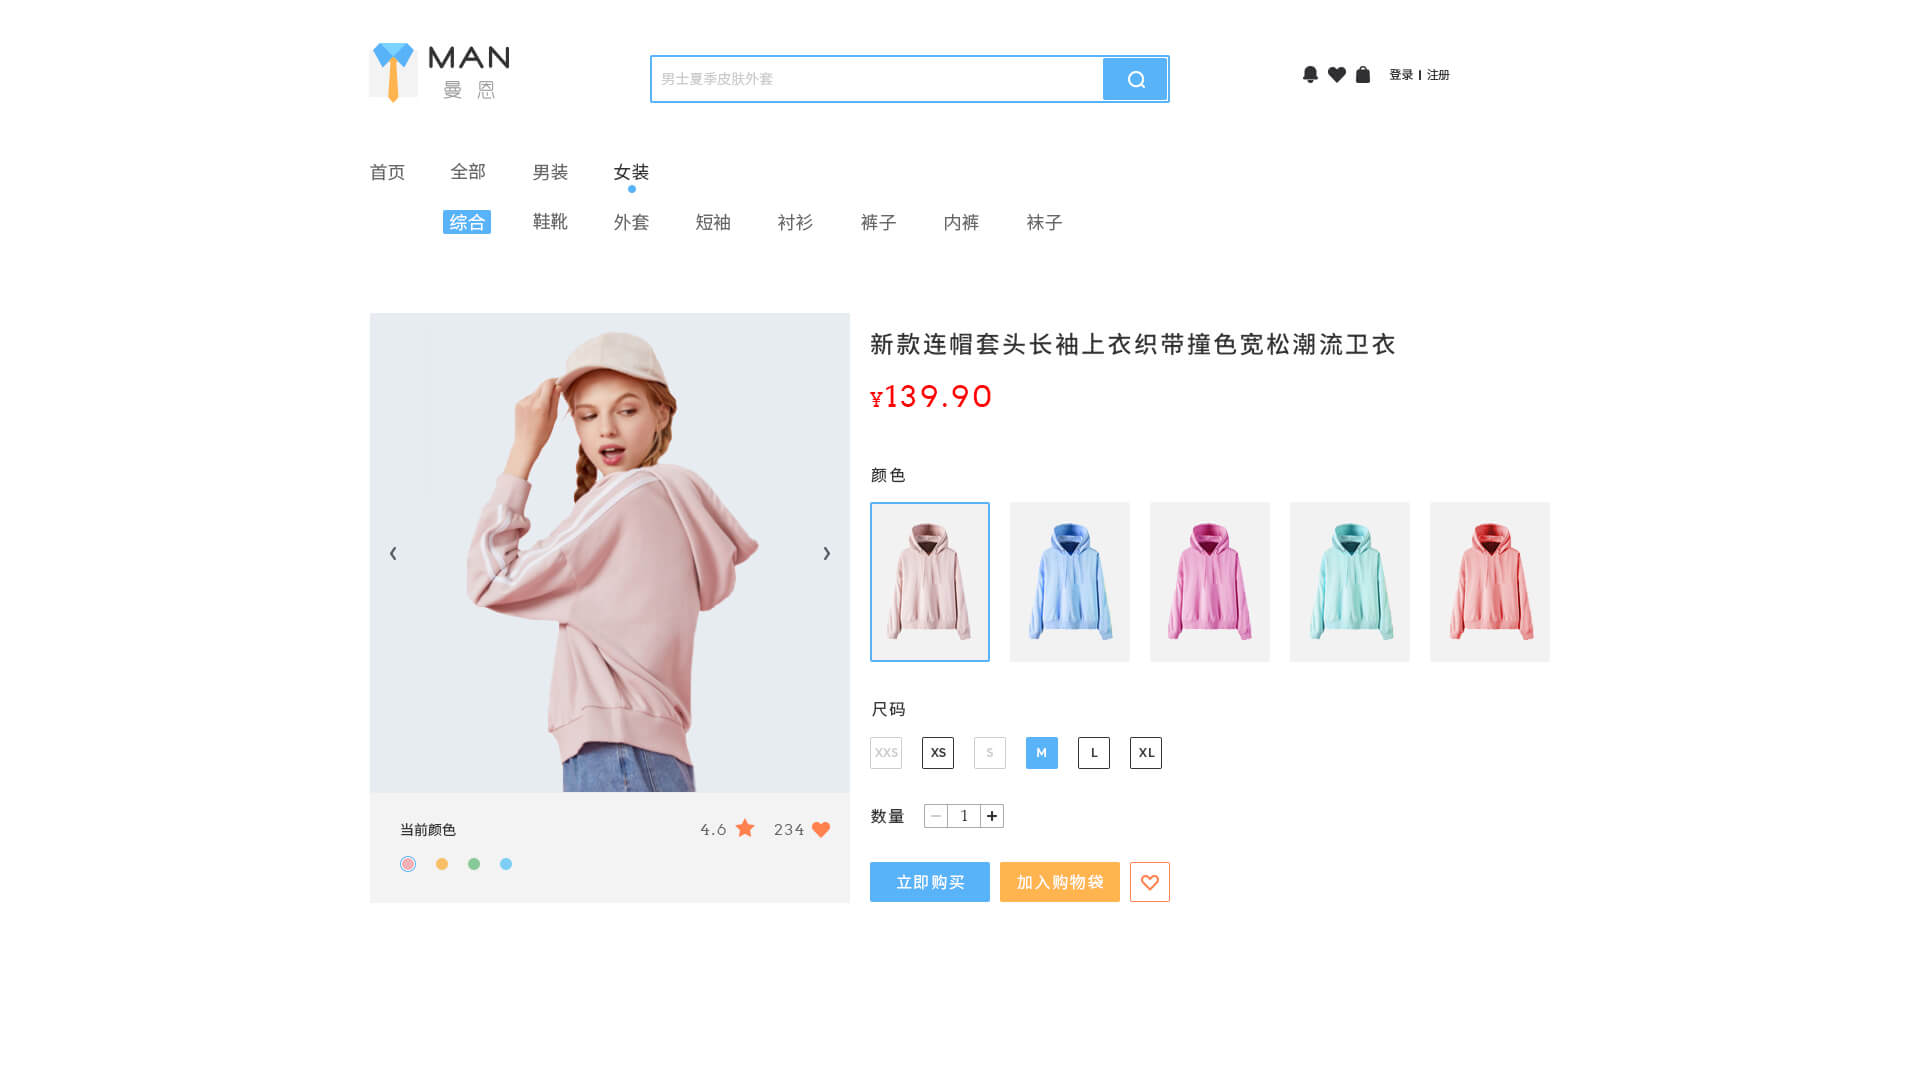 MAN
曼恩
男士夏季皮肤外套
登录 | 注册
首页 全部 男装 女装
综合 鞋靴 外套 短袖 衬衫 裤子 内裤 袜子
新款连帽套头长袖上衣织带撞色宽松潮流卫衣
¥139.90
颜色
尺码
XXS XS S M L XL
数量 1
立即购买 加入购物袋
当前颜色 4.6 234